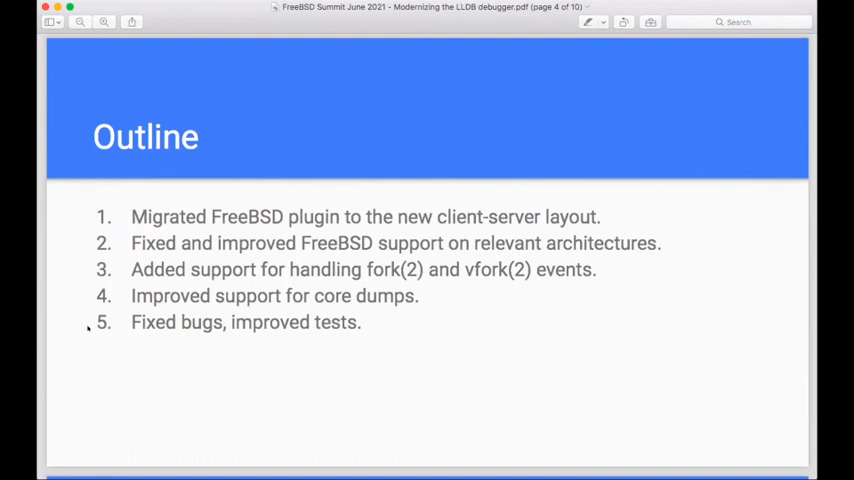 FreeBSD Summit June 2021 - Modernizing the LLDB debugger.pdf (page 4 of 10)
Search
Outline
1. Migrated FreeBSD plugin to the new client-server layout.
2. Fixed and improved FreeBSD support on relevant architectures.
3. Added support for handling fork(2) and vfork(2) events.
4. Improved support for core dumps.
5. Fixed bugs, improved tests.